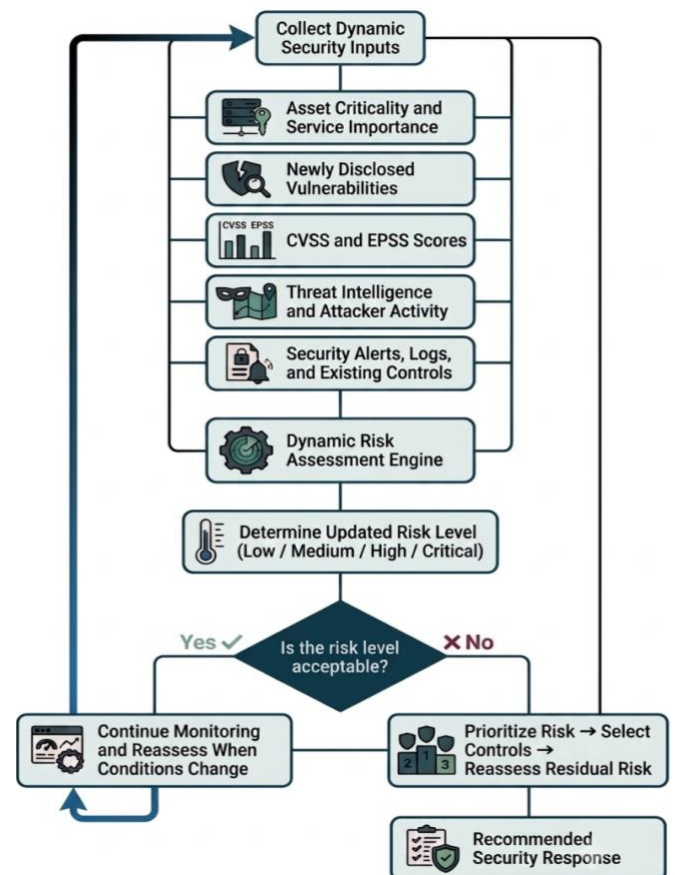 Collect Dynamic
Security Inputs
Asset Criticality and
Service Importance
Newly Disclosed
Vulnerabilities
CVSS EPSS
CVSS and EPSS Scores
Threat Intelligence
and Attacker Activity
Security Alerts, Logs,
and Existing Controls
Dynamic Risk
Assessment Engine
Determine Updated Risk Level
(Low / Medium / High / Critical)
Yes ✓
Is the risk level
acceptable?
✗ No
Continue Monitoring
and Reassess When
Conditions Change
2 1 3
Prioritize Risk → Select
Controls →
Reassess Residual Risk
Recommended
Security Response